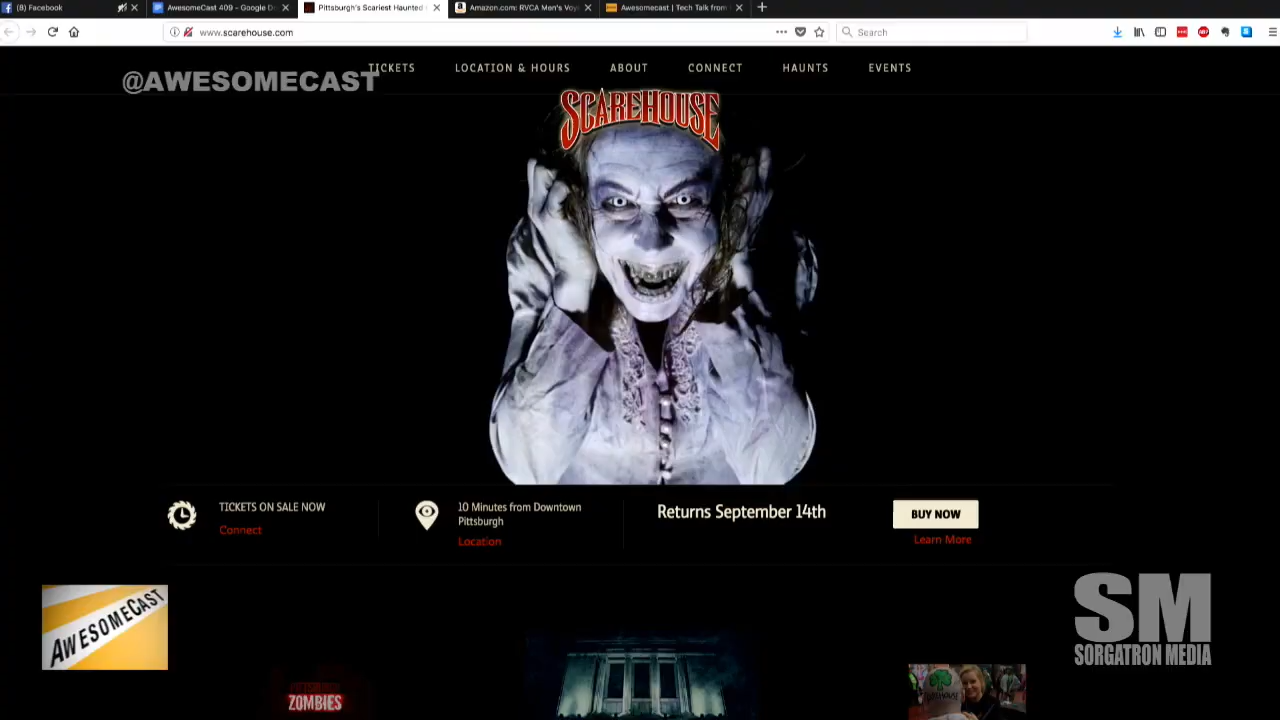 (8) Facebook
AwesomeCast 409 - Google Do
Pittsburgh's Scariest Haunted
Amazon.com: RVCA Men's Voy
Awesomecast | Tech Talk from
www.scarehouse.com
Search
@AWESOMECAST
TICKETS
LOCATION & HOURS
ABOUT
CONNECT
HAUNTS
EVENTS
SCAREHOUSE
TICKETS ON SALE NOW
Connect
10 Minutes from Downtown
Pittsburgh
Location
Returns September 14th
BUY NOW
Learn More
AWESOMECAST
SM
SORGATRON MEDIA
ZOMBIES